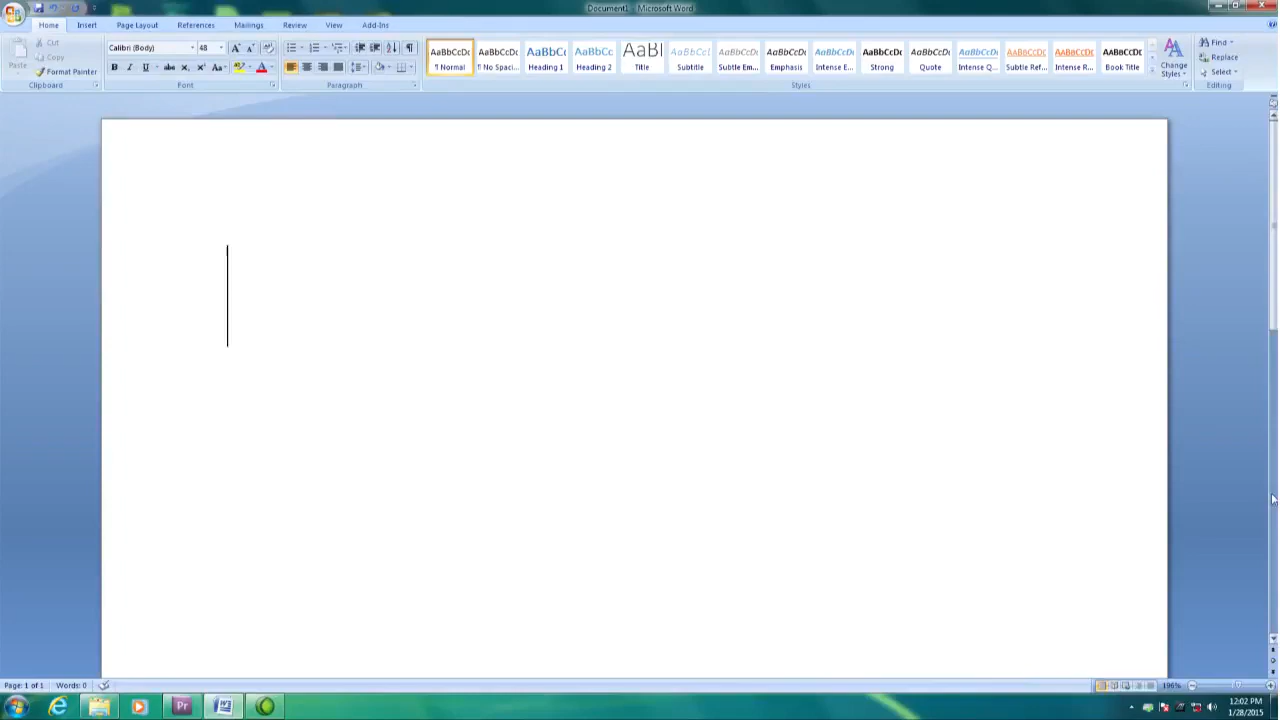 Document1 - Microsoft Word
Home Insert Page Layout References Mailings Review View Add-Ins
Paste
Cut
Copy
Format Painter
Clipboard
Calibri (Body) 48
Font
Paragraph
AaBbCcDc AaBbCcDc AaBbCc AaBbCc AaBl AaBbCcl AaBbCcDc AaBbCcDc AaBbCcDc AaBbCcDc AaBbCcDc AaBbCcDc AaBbCcDc AaBbCcDc AaBbCcDc
¶ Normal ¶ No Spaci... Heading 1 Heading 2 Title Subtitle Subtle Em... Emphasis Intense E... Strong Quote Intense Q... Subtle Ref... Intense R... Book Title
Change Styles
Styles
Find
Replace
Select
Editing
Page: 1 of 1 Words: 0
196%
Pr
12:02 PM
1/28/2015